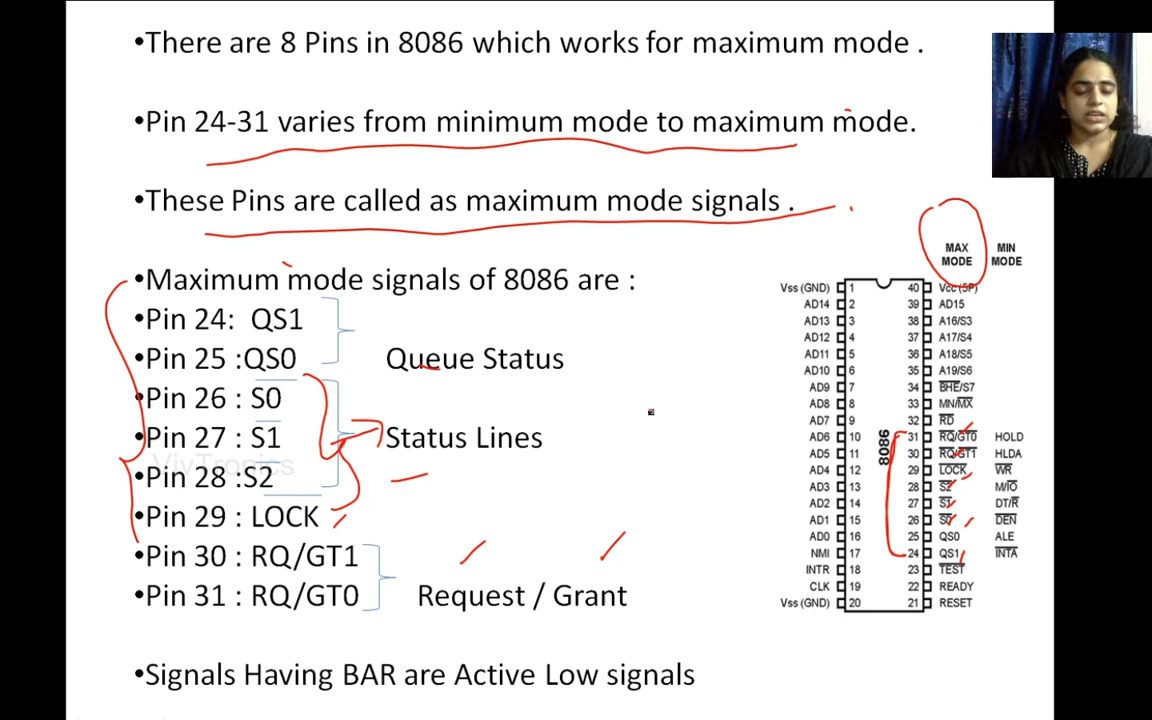 •There are 8 Pins in 8086 which works for maximum mode .
•Pin 24-31 varies from minimum mode to maximum mode.
•These Pins are called as maximum mode signals .
•Maximum mode signals of 8086 are :
•Pin 24: QS1
•Pin 25 :QS0
Queue Status
•Pin 26 : S0
•Pin 27 : S1
Status Lines
VivTronics
•Pin 28 :S2
•Pin 29 : LOCK
•Pin 30 : RQ/GT1
•Pin 31 : RQ/GT0
Request / Grant
•Signals Having BAR are Active Low signals
MAX MIN
MODE MODE
Vss (GND) 1 40 Vcc (5P)
AD14 2 39 AD15
AD13 3 38 A16/S3
AD12 4 37 A17/S4
AD11 5 36 A18/S5
AD10 6 35 A19/S6
AD9 7 34 BHE/S7
AD8 8 33 MN/MX
AD7 9 32 RD
AD6 10 31 RQ/GT0 HOLD
AD5 11 30 RQ/GT1 HLDA
AD4 12 29 LOCK WR
AD3 13 28 S2 M/IO
AD2 14 27 S1 DT/R
AD1 15 26 S0 DEN
AD0 16 25 QS0 ALE
NMI 17 24 QS1 INTA
INTR 18 23 TEST
CLK 19 22 READY
Vss (GND) 20 21 RESET
8086